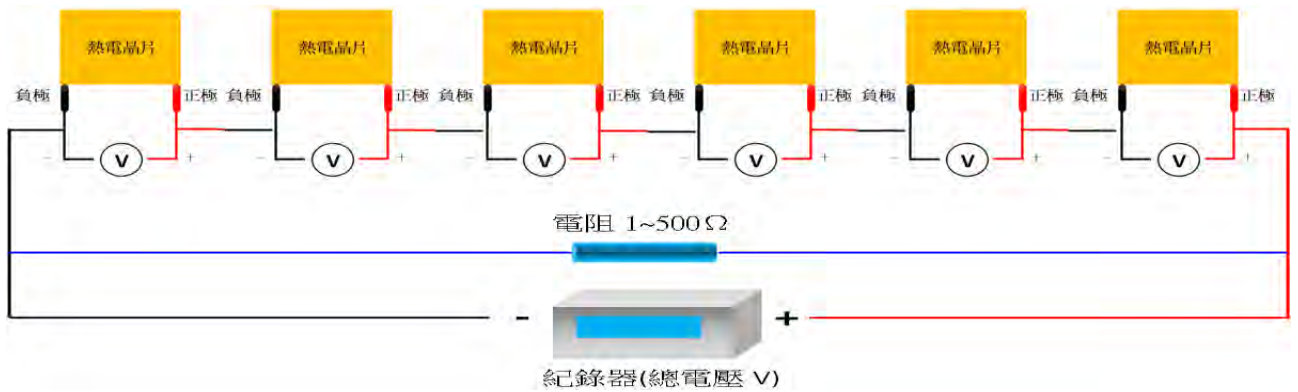 熱電晶片 熱電晶片 熱電晶片 熱電晶片 熱電晶片 熱電晶片
負極 正極 負極 正極 負極 正極 負極 正極 負極 正極 負極 正極
- V + - V + - V + - V + - V + - V +
電阻 1~500Ω
- +
紀錄器(總電壓 V)